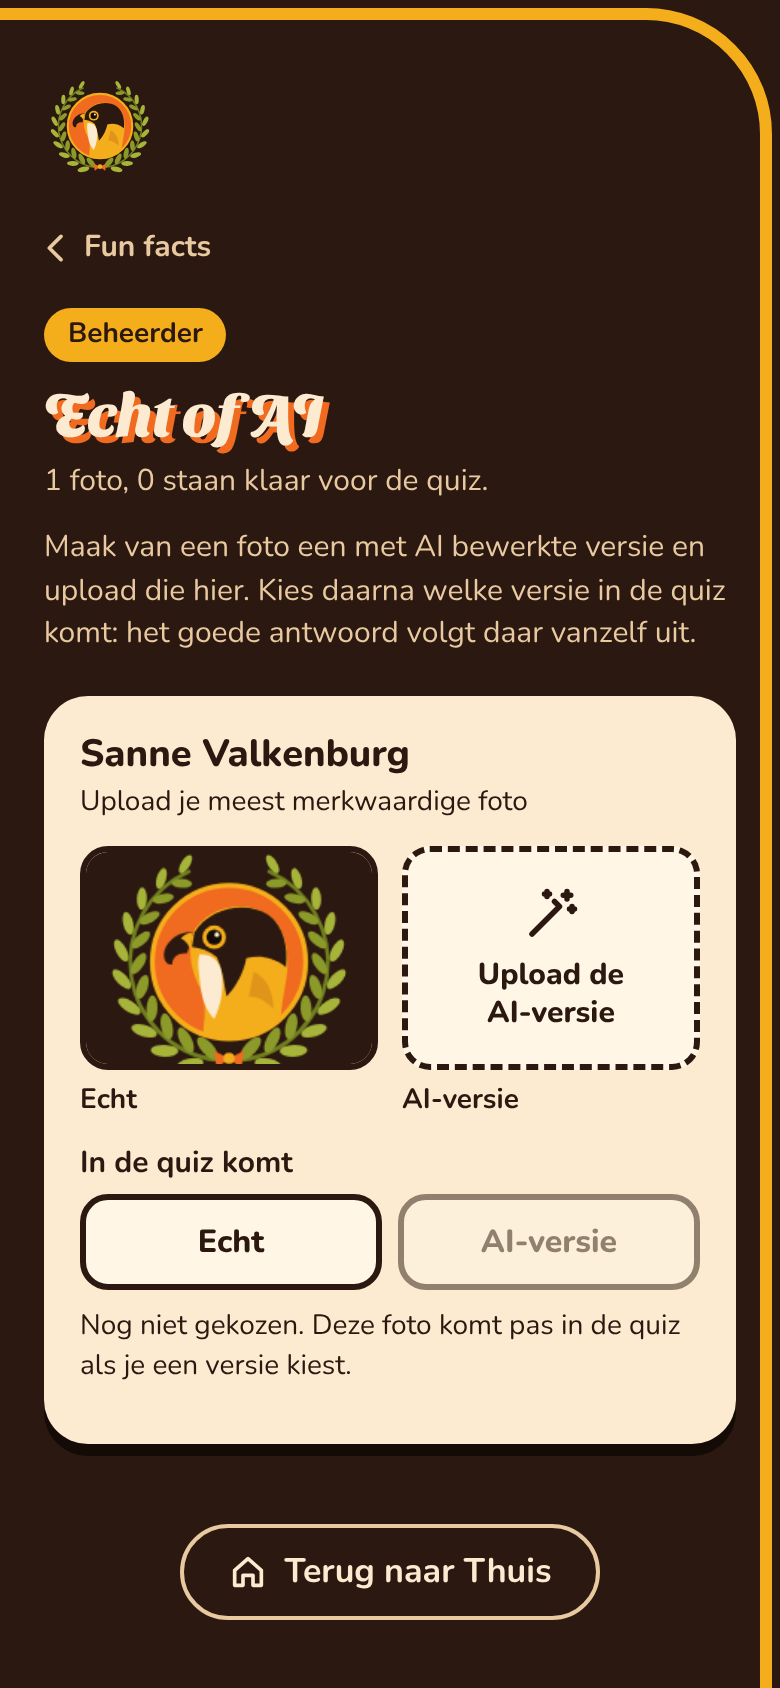 Fun facts
Beheerder
Echt of AI
1 foto, 0 staan klaar voor de quiz.
Maak van een foto een met AI bewerkte versie en
upload die hier. Kies daarna welke versie in de quiz
komt: het goede antwoord volgt daar vanzelf uit.
Sanne Valkenburg
Upload je meest merkwaardige foto
Upload de
AI-versie
Echt
AI-versie
In de quiz komt
Echt
AI-versie
Nog niet gekozen. Deze foto komt pas in de quiz
als je een versie kiest.
Terug naar Thuis